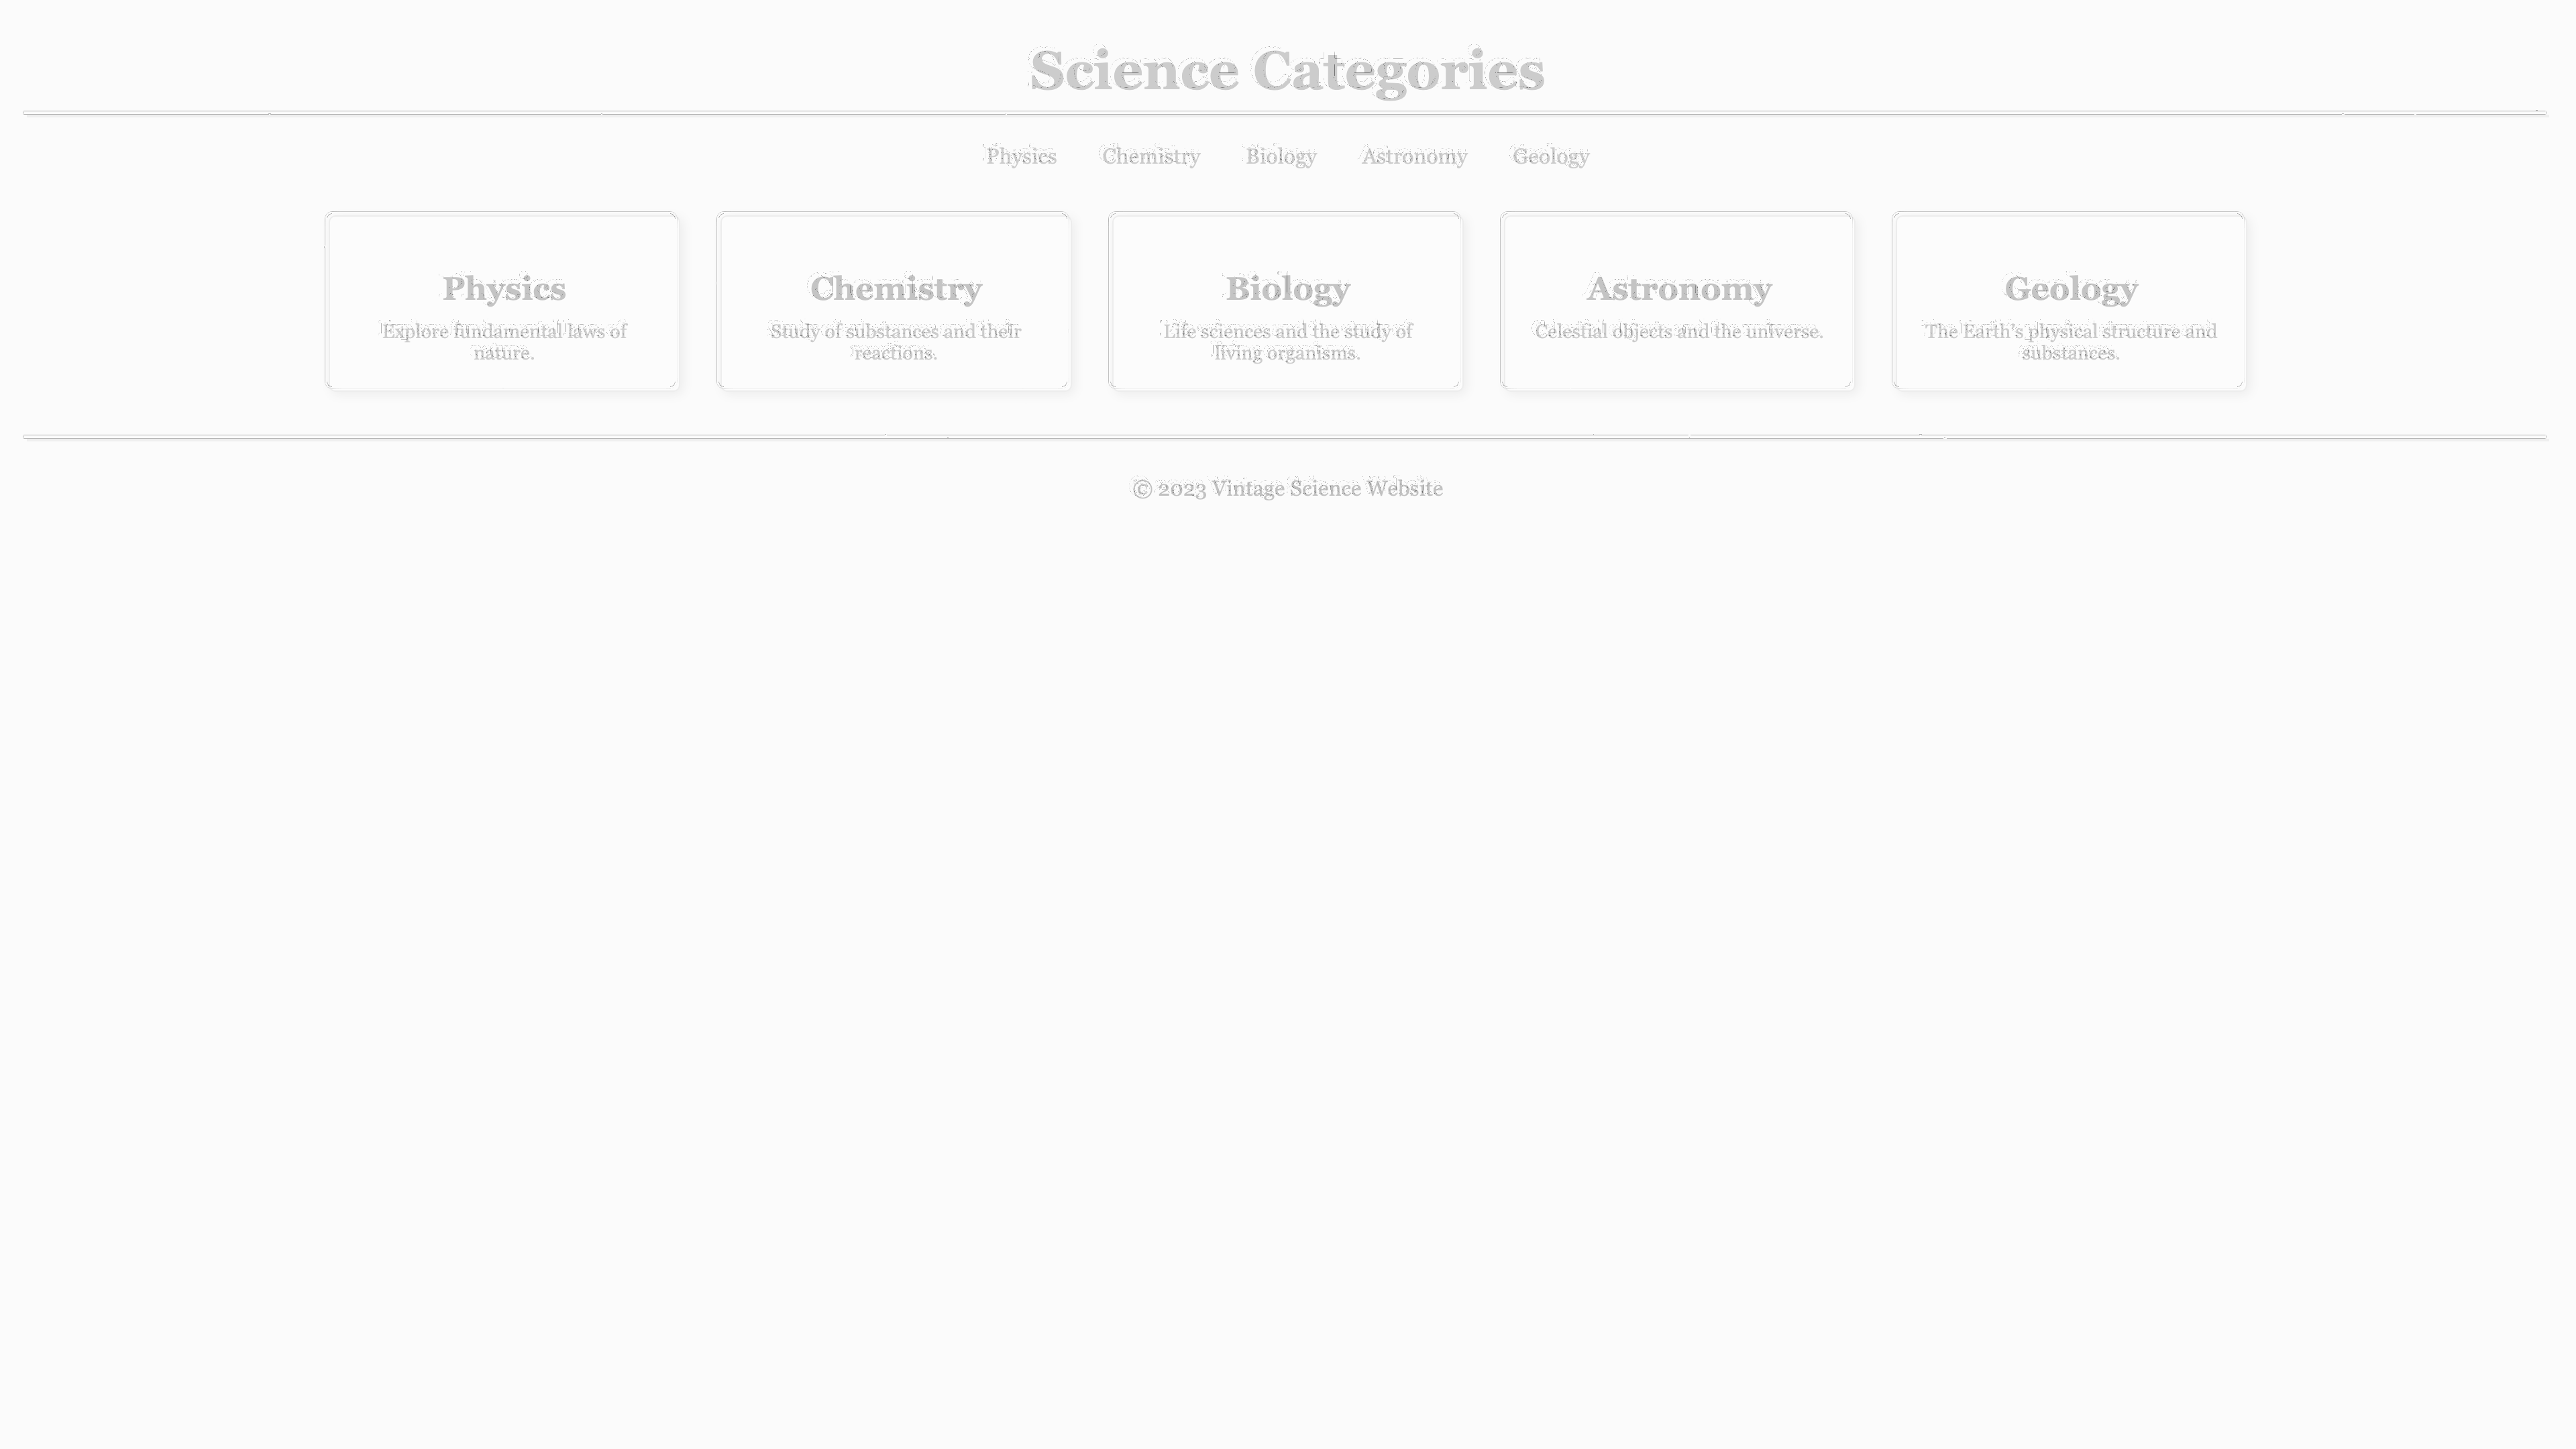 Science Categories
Physics Chemistry Biology Astronomy Geology
Physics
Explore fundamental laws of
nature.
Chemistry
Study of substances and their
reactions.
Biology
Life sciences and the study of
living organisms.
Astronomy
Celestial objects and the universe.
Geology
The Earth's physical structure and
substances.
© 2023 Vintage Science Website